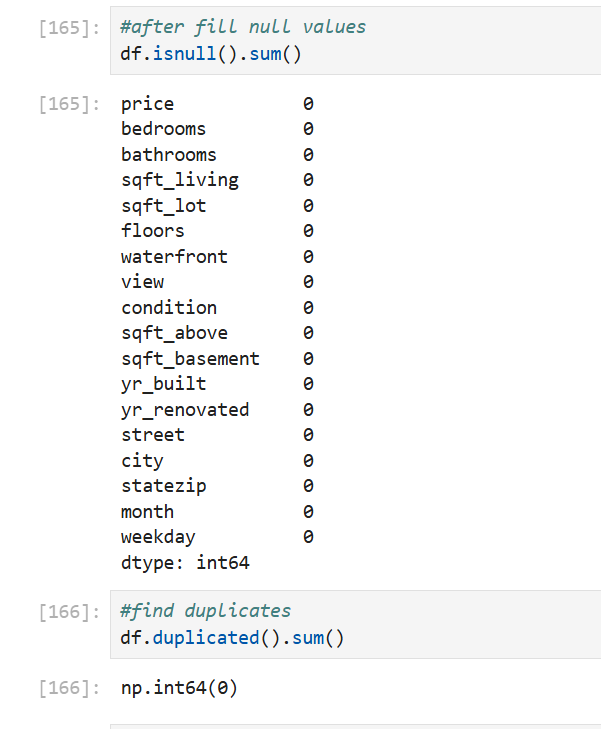 [165]: #after fill null values
df.isnull().sum()
[165]: price 0
bedrooms 0
bathrooms 0
sqft_living 0
sqft_lot 0
floors 0
waterfront 0
view 0
condition 0
sqft_above 0
sqft_basement 0
yr_built 0
yr_renovated 0
street 0
city 0
statezip 0
month 0
weekday 0
dtype: int64
[166]: #find duplicates
df.duplicated().sum()
[166]: np.int64(0)